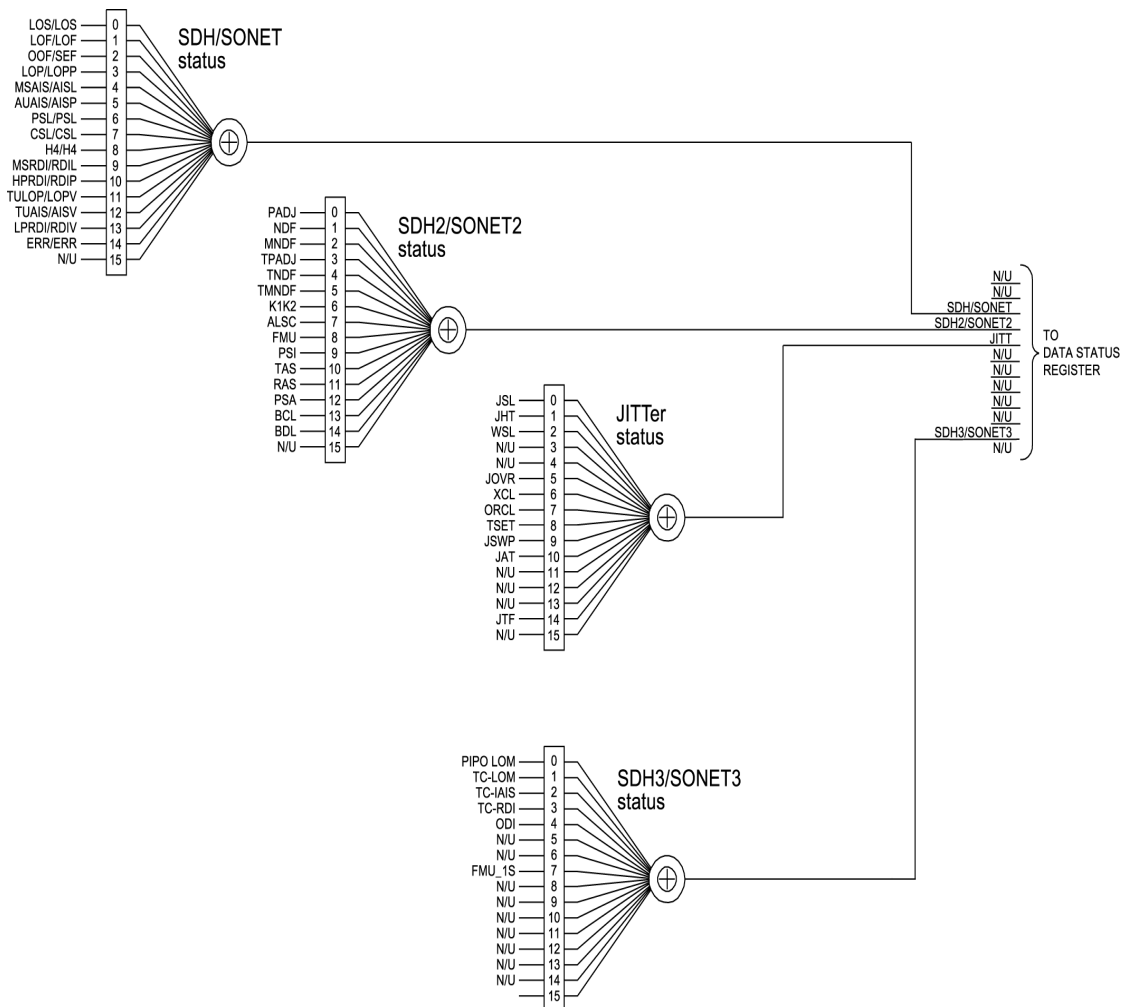 SDH/SONET
status
LOS/LOS 0
LOF/LOF 1
OOF/SEF 2
LOP/LOPP 3
MSAIS/AISL 4
AUAIS/AISP 5
PSL/PSL 6
CSL/CSL 7
H4/H4 8
MSRDI/RDIL 9
HPRDI/RDIP 10
TULOP/LOPV 11
TUAIS/AISV 12
LPRDI/RDIV 13
ERR/ERR 14
N/U 15
SDH2/SONET2
status
PADJ 0
NDF 1
MNDF 2
TPADJ 3
TNDF 4
TMNDF 5
K1K2 6
ALSC 7
FMU 8
PSI 9
TAS 10
RAS 11
PSA 12
BCL 13
BDL 14
N/U 15
JITTer
status
JSL 0
JHT 1
WSL 2
N/U 3
N/U 4
JOVR 5
XCL 6
ORCL 7
TSET 8
JSWP 9
JAT 10
N/U 11
N/U 12
N/U 13
JTF 14
N/U 15
SDH3/SONET3
status
PIPO LOM 0
TC-LOM 1
TC-IAIS 2
TC-RDI 3
ODI 4
N/U 5
N/U 6
FMU_1S 7
N/U 8
N/U 9
N/U 10
N/U 11
N/U 12
N/U 13
N/U 14
15
N/U
N/U
SDH/SONET
SDH2/SONET2
JITT
N/U
N/U
N/U
N/U
N/U
SDH3/SONET3
N/U
TO
DATA STATUS
REGISTER